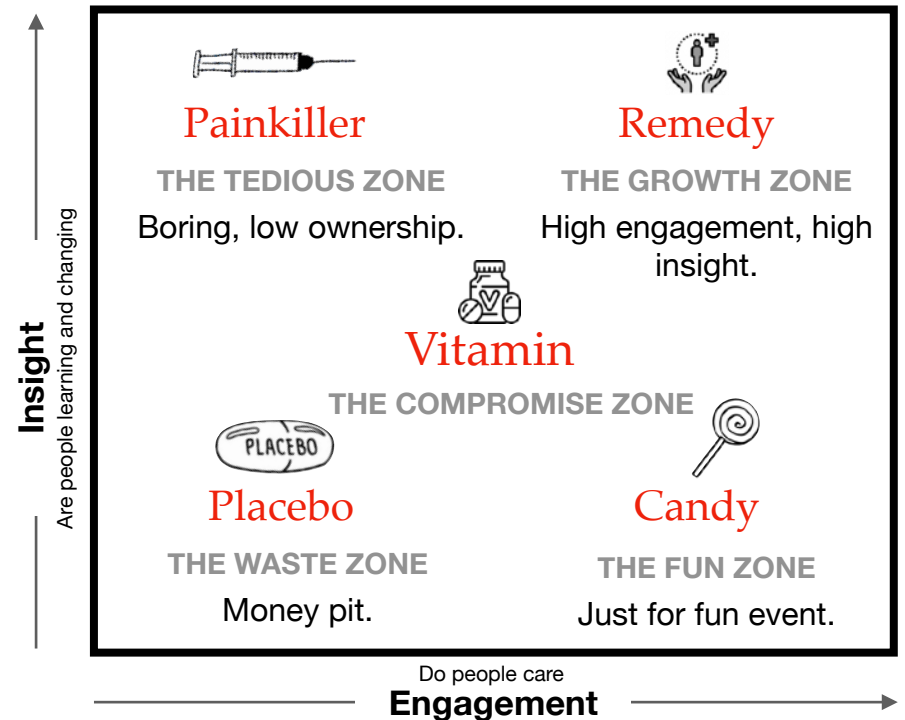 Painkiller
THE TEDIOUS ZONE
Boring, low ownership.
Remedy
THE GROWTH ZONE
High engagement, high
insight.
V
Vitamin
THE COMPROMISE ZONE
PLACEBO
Placebo
THE WASTE ZONE
Money pit.
Candy
THE FUN ZONE
Just for fun event.
Insight
Are people learning and changing
Do people care
Engagement